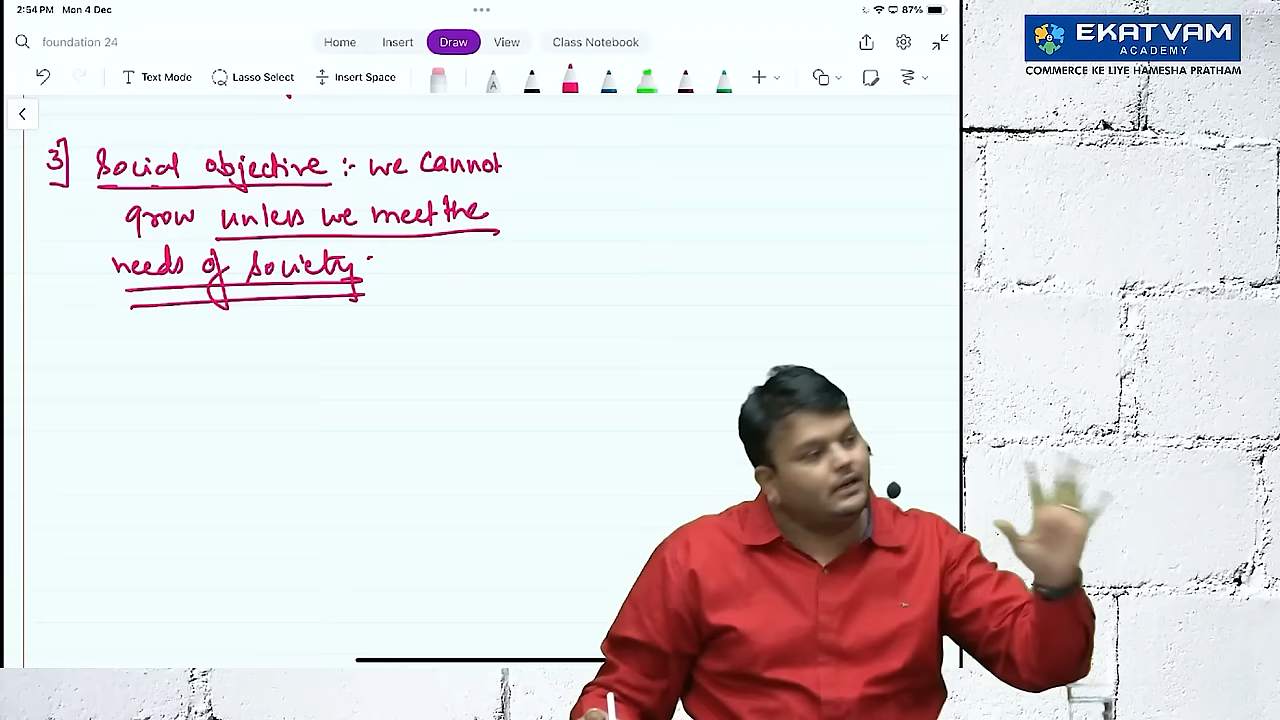 2:54 PM Mon 4 Dec
87%
foundation 24
Home Insert Draw View Class Notebook
Text Mode Lasso Select Insert Space
EKATVAM
ACADEMY
COMMERCE KE LIYE HAMESHA PRATHAM
3] Social objective :- we cannot
grow unless we meet the
needs of society.